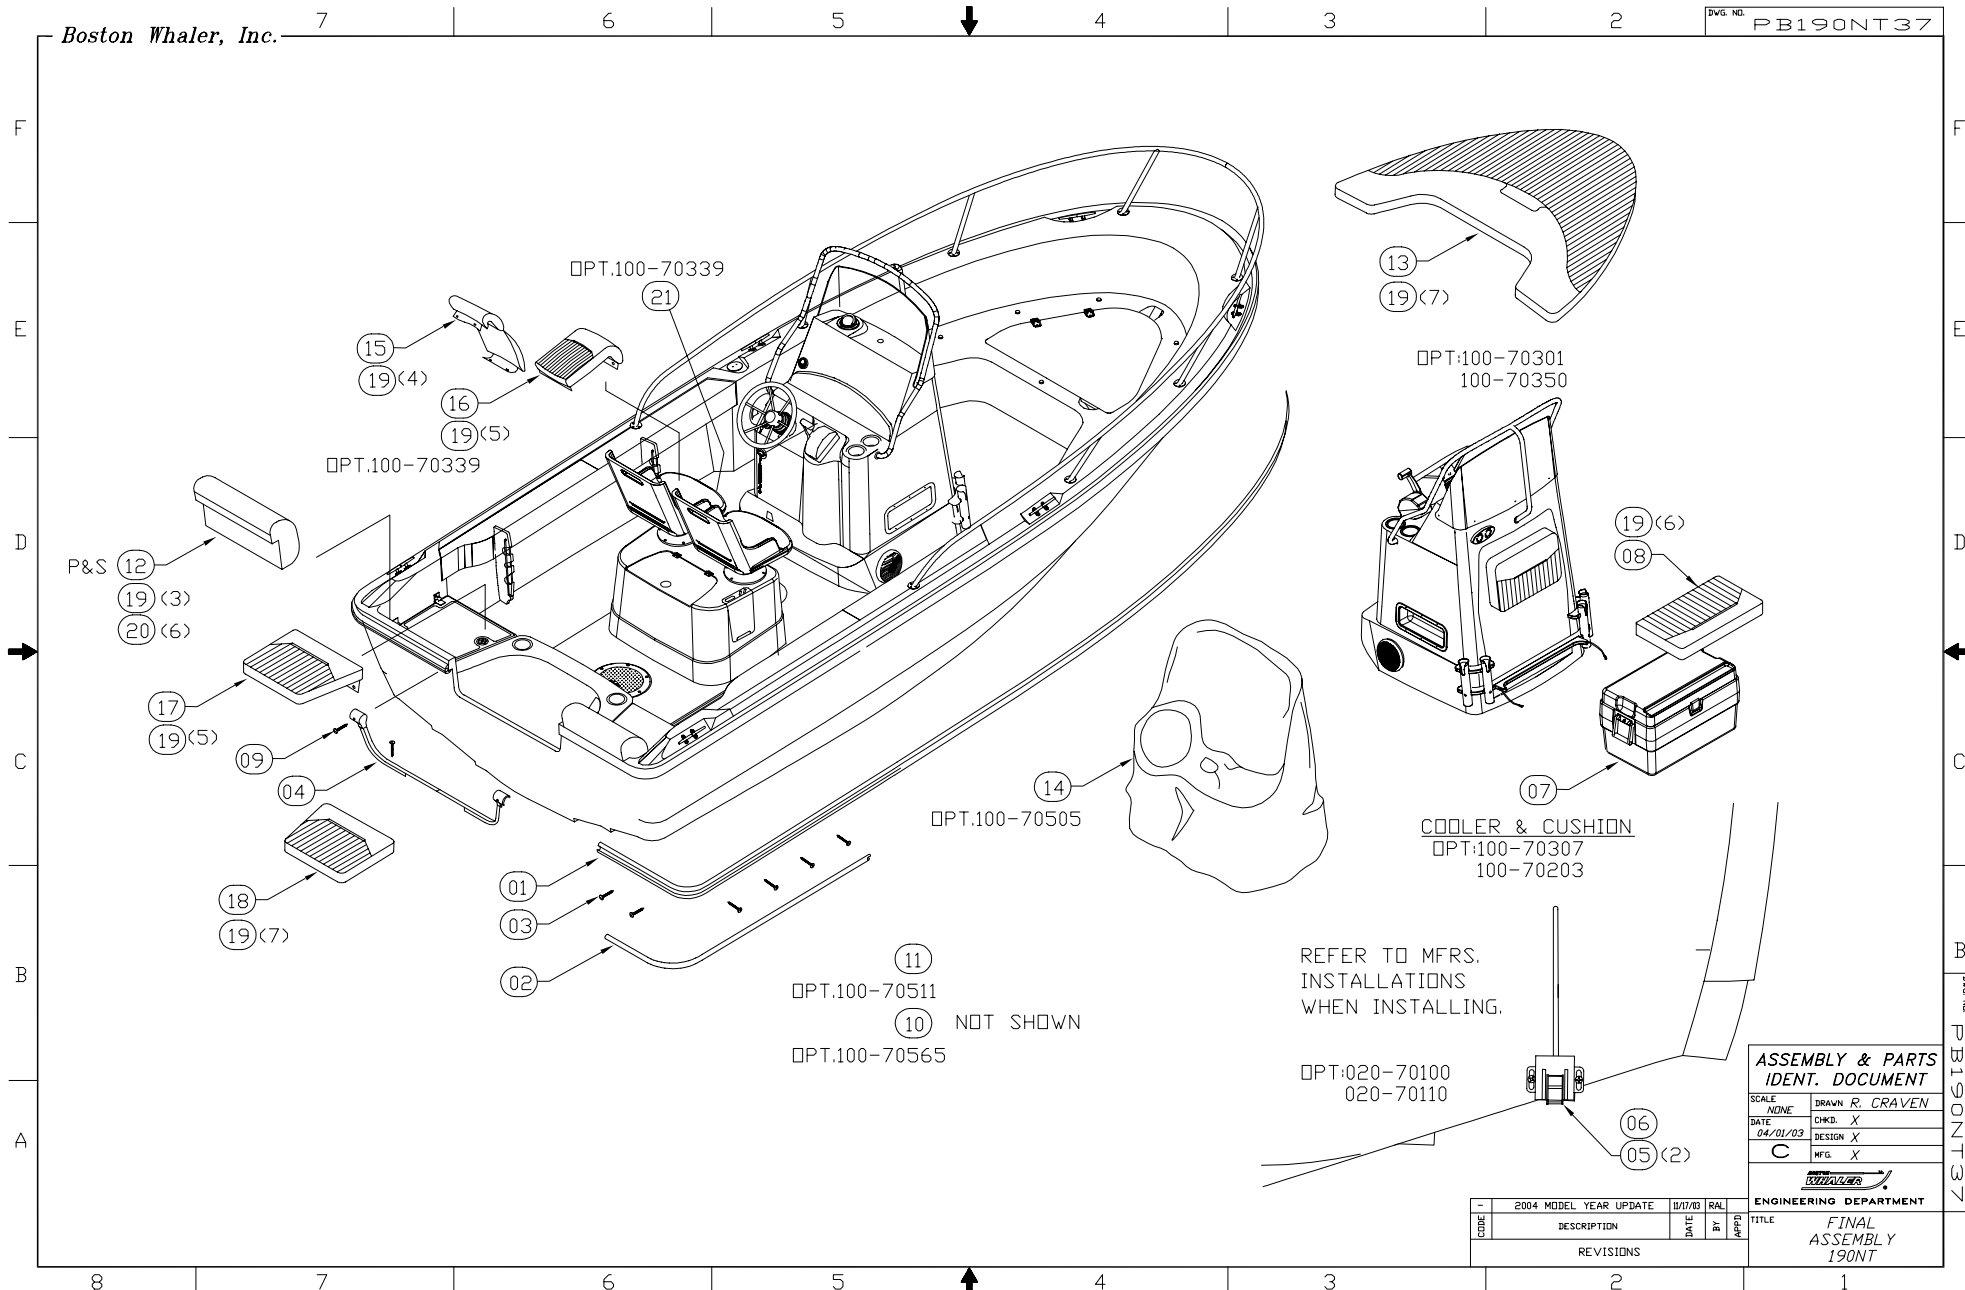 7 6 5 4 3 2
DWG. NO. PB190NT37
Boston Whaler, Inc.
F F
OPT.100-70339
21
13
19 (7)
E E
15
19 (4)
16
19 (5)
OPT.100-70339
OPT:100-70301
100-70350
D D
P&S 12
19 (3)
20 (6)
19 (6)
08
17
19 (5)
09
04
C C
14
OPT.100-70505
07
COOLER & CUSHION
OPT:100-70307
100-70203
18
19 (7)
01
03
02
B B
11
OPT.100-70511
10 NOT SHOWN
OPT.100-70565
REFER TO MFRS.
INSTALLATIONS
WHEN INSTALLING.
OPT:020-70100
020-70110
06
05 (2)
A
PB190NT37
ASSEMBLY & PARTS
IDENT. DOCUMENT
SCALE NONE
DRAWN R. CRAVEN
DATE 04/01/03
CHKD. X
DESIGN X
C
MFG. X
BOSTON
WHALER
ENGINEERING DEPARTMENT
TITLE
FINAL
ASSEMBLY
190NT
- 2004 MODEL YEAR UPDATE 11/17/03 RAL
CODE DESCRIPTION DATE BY APPD
REVISIONS
8 7 6 5 4 3 2 1